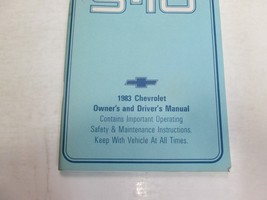 S-10
1983 Chevrolet
Owner's and Driver's Manual
Contains Important Operating
Safety & Maintenance Instructions.
Keep With Vehicle At All Times.